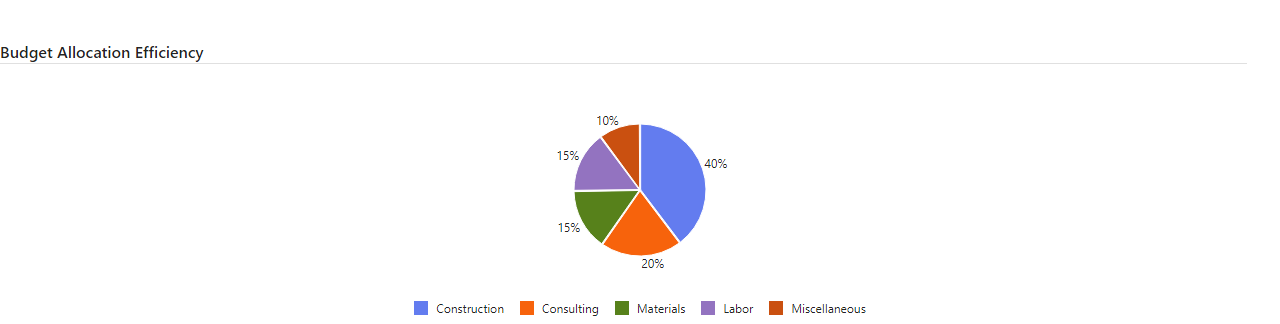 Budget Allocation Efficiency
10%
15%
40%
15%
20%
Construction Consulting Materials Labor Miscellaneous